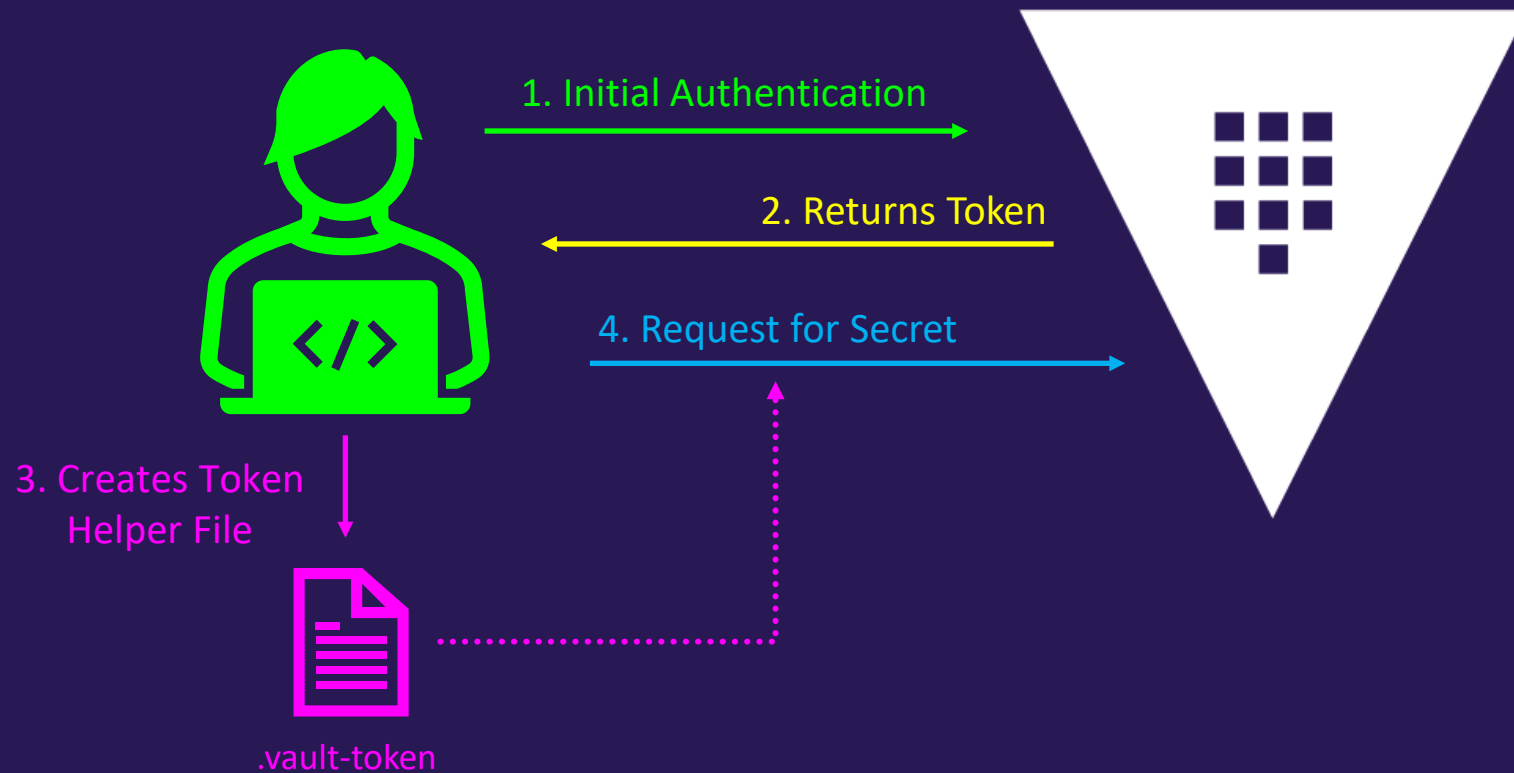 1. Initial Authentication
2. Returns Token
4. Request for Secret
</>
3. Creates Token
Helper File
.vault-token